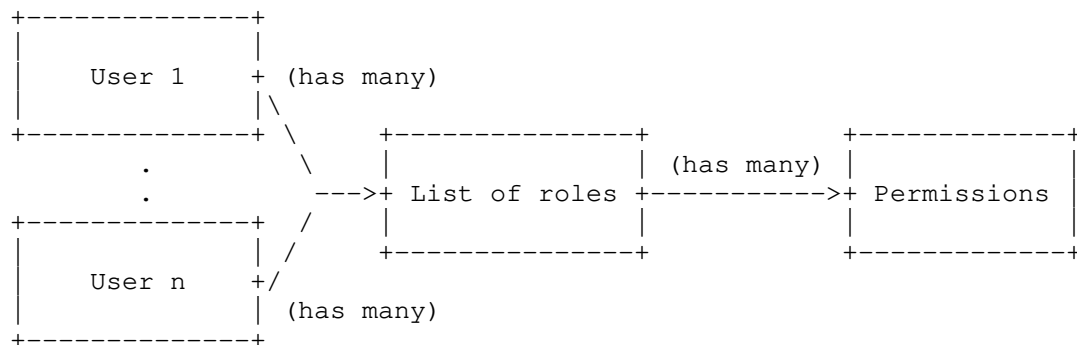 User 1
(has many)
(has many)
List of roles
Permissions
User n
(has many)